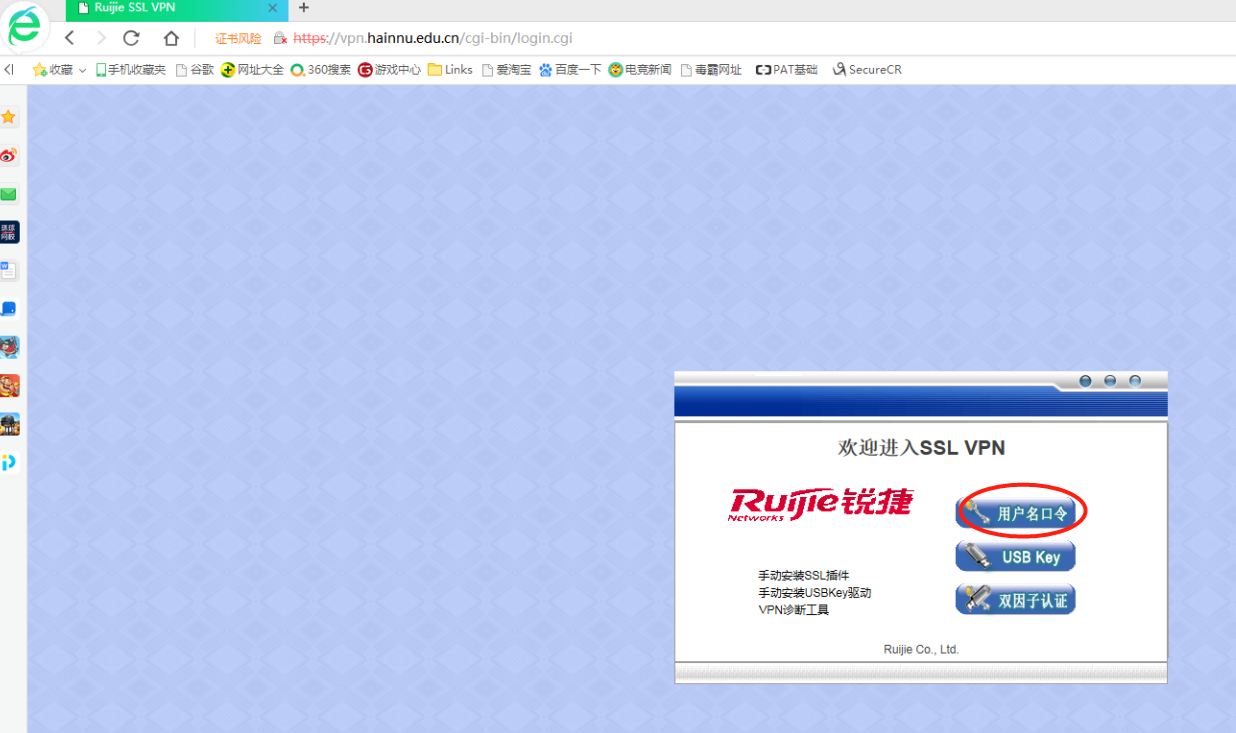 Ruijie SSL VPN
证书风险 https://vpn.hainnu.edu.cn/cgi-bin/login.cgi
收藏 手机收藏夹 谷歌 网址大全 360搜索 游戏中心 Links 爱淘宝 百度一下 电竞新闻 毒霸网址 PAT基础 SecureCR
欢迎进入SSL VPN
Ruijie锐捷
Networks
用户名口令
USB Key
双因子认证
手动安装SSL插件
手动安装USBKey驱动
VPN诊断工具
Ruijie Co., Ltd.